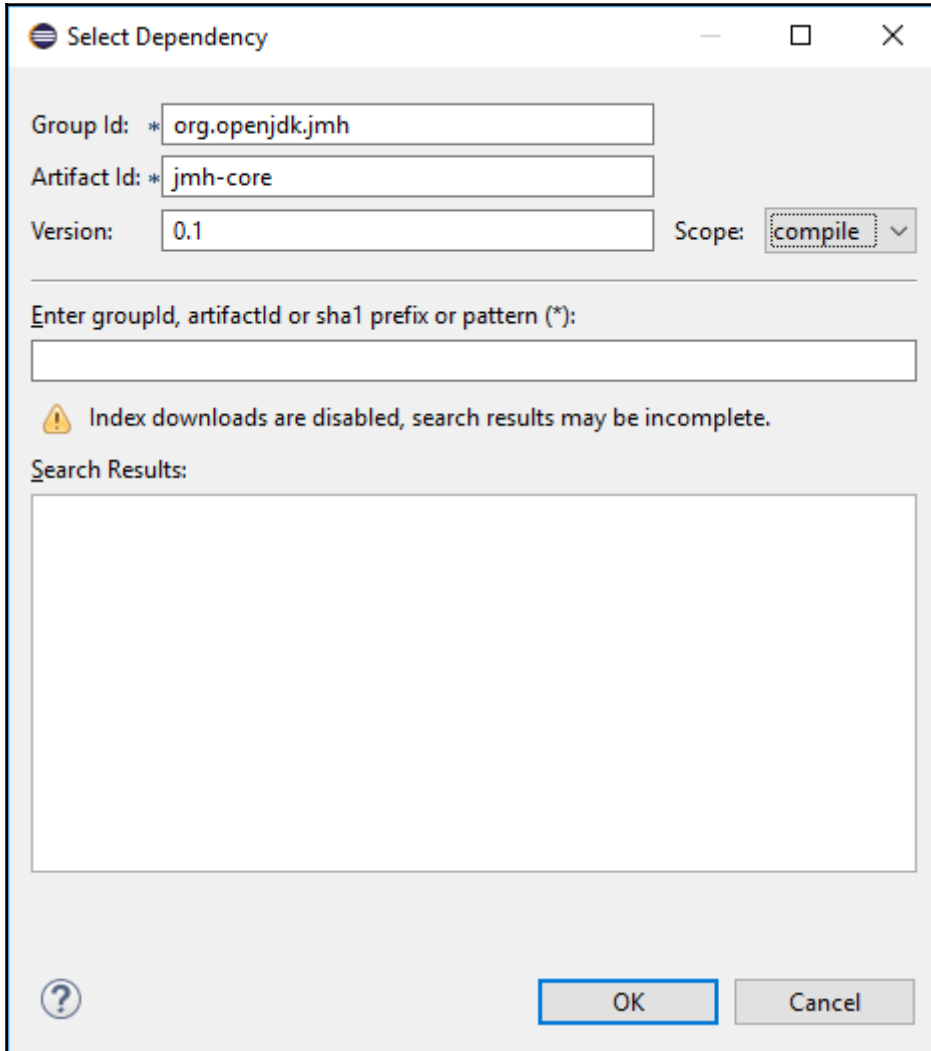 Select Dependency
Group Id: * org.openjdk.jmh
Artifact Id: * jmh-core
Version: 0.1 Scope: compile
Enter groupId, artifactId or sha1 prefix or pattern (*):
Index downloads are disabled, search results may be incomplete.
Search Results:
? OK Cancel